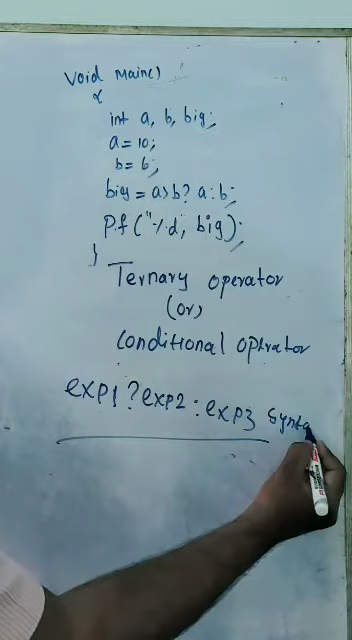 void main()
{
int a, b, big;
a = 10;
b = 6;
big = a>b? a:b;
P.f ("%d, big);
}
Ternary operator
(or)
conditional operator
exp1 ? exp2 : exp3 Synta